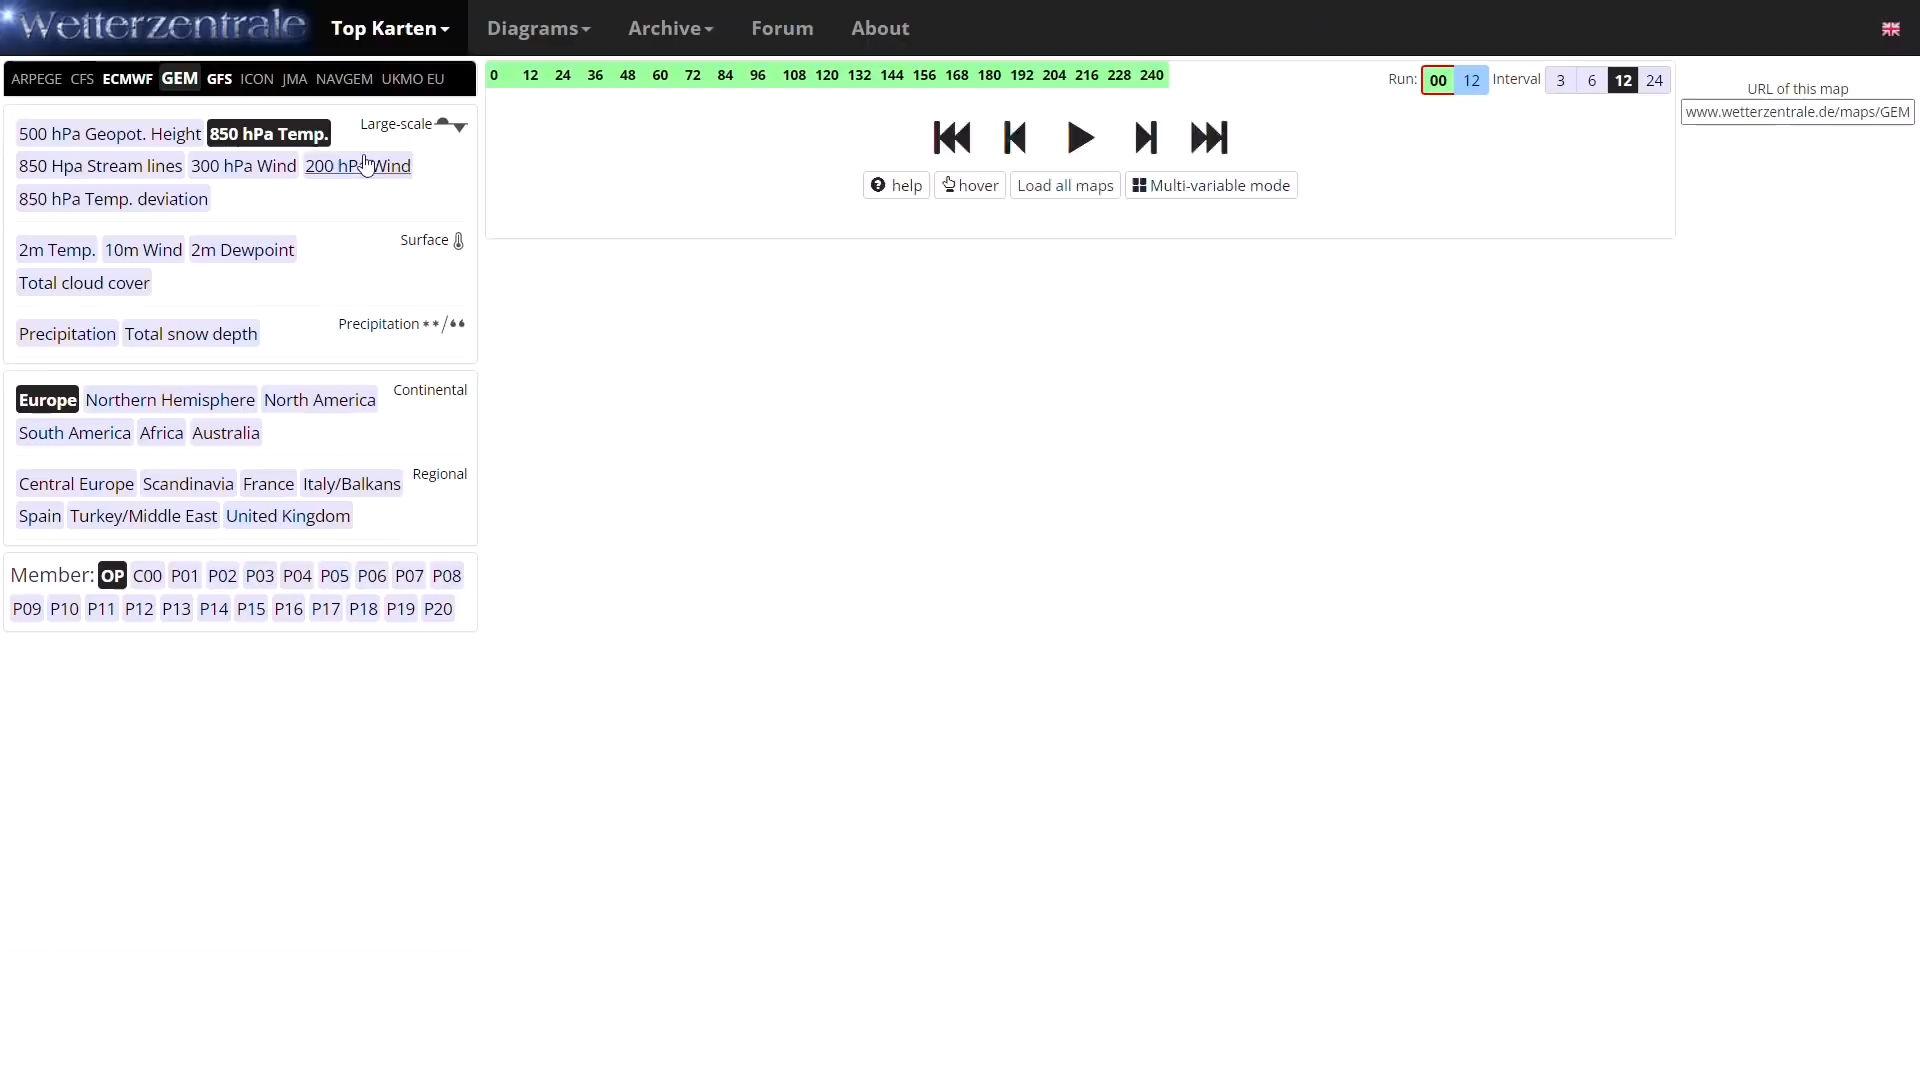 Wetterzentrale Top Karten Diagrams Archive Forum About
ARPEGE CFS ECMWF GEM GFS ICON JMA NAVGEM UKMO EU
0 12 24 36 48 60 72 84 96 108 120 132 144 156 168 180 192 204 216 228 240
Run: 00 12 Interval 3 6 12 24
URL of this map
www.wetterzentrale.de/maps/GEM
help hover Load all maps Multi-variable mode
Large-scale
500 hPa Geopot. Height 850 hPa Temp.
850 Hpa Stream lines 300 hPa Wind 200 hPa Wind
850 hPa Temp. deviation
Surface
2m Temp. 10m Wind 2m Dewpoint
Total cloud cover
Precipitation
Precipitation Total snow depth
Continental
Europe Northern Hemisphere North America
South America Africa Australia
Regional
Central Europe Scandinavia France Italy/Balkans
Spain Turkey/Middle East United Kingdom
Member: OP C00 P01 P02 P03 P04 P05 P06 P07 P08
P09 P10 P11 P12 P13 P14 P15 P16 P17 P18 P19 P20